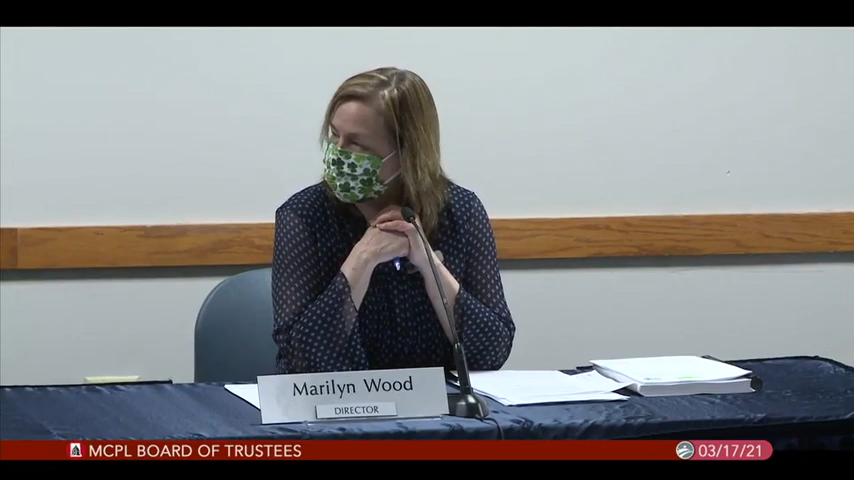 Marilyn Wood
DIRECTOR
MCPL BOARD OF TRUSTEES
03/17/21